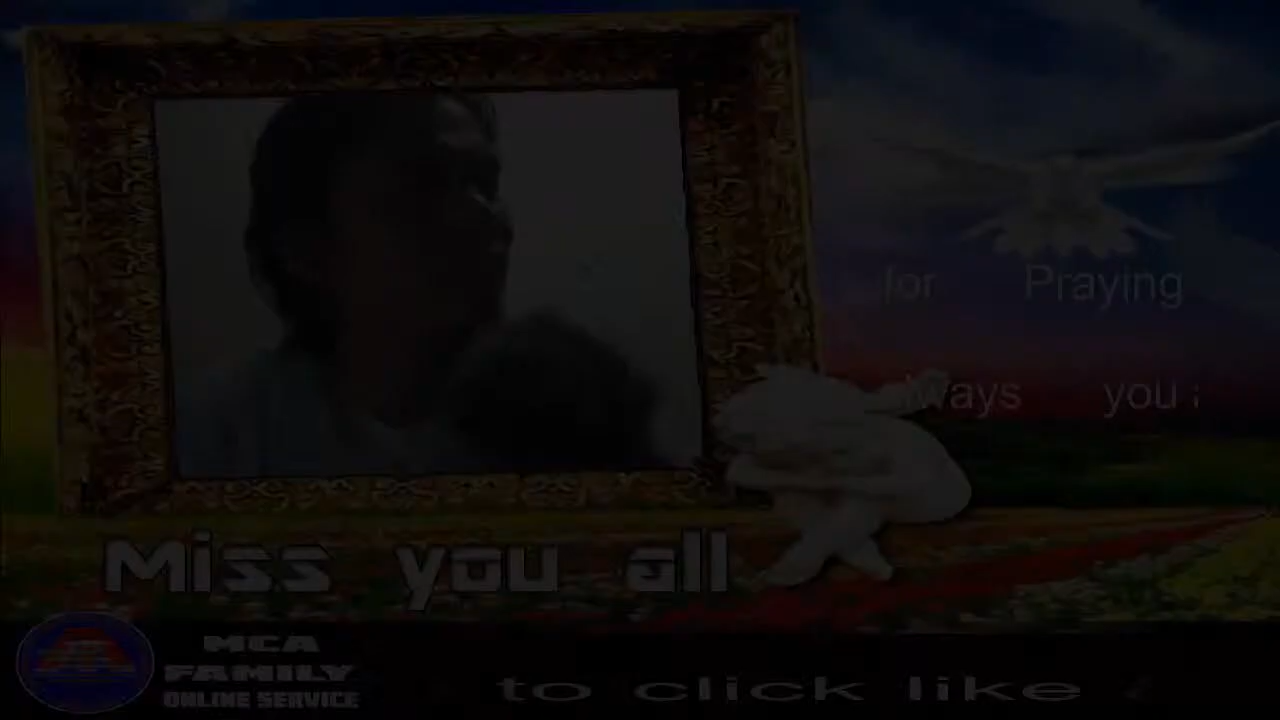 for Praying
you
Miss you all
MCA
FAMILY
ONLINE SERVICE
to click like